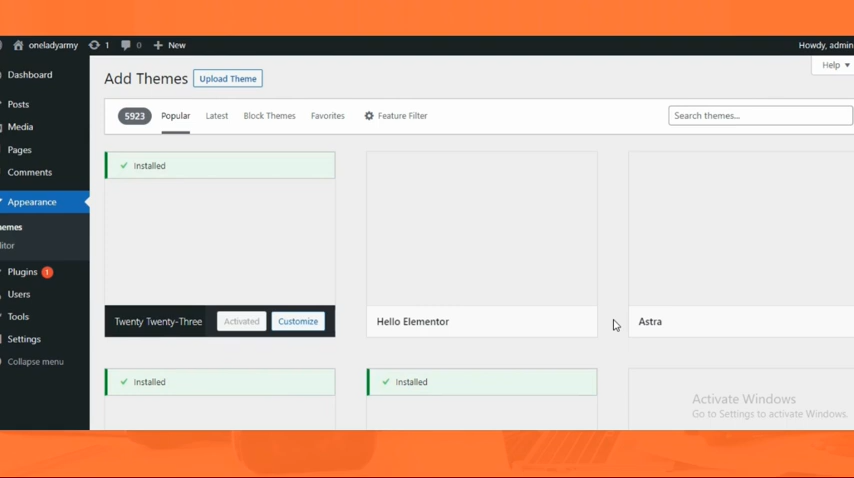 oneladyarmy 1 0 + New Howdy, admin
Help
Dashboard
Posts
Media
Pages
Comments
Appearance
emes
itor
Plugins 1
Users
Tools
Settings
Collapse menu
Add Themes Upload Theme
5923 Popular Latest Block Themes Favorites Feature Filter Search themes...
Installed
Twenty Twenty-Three Activated Customize
Hello Elementor
Astra
Installed
Installed
Activate Windows
Go to Settings to activate Windows.